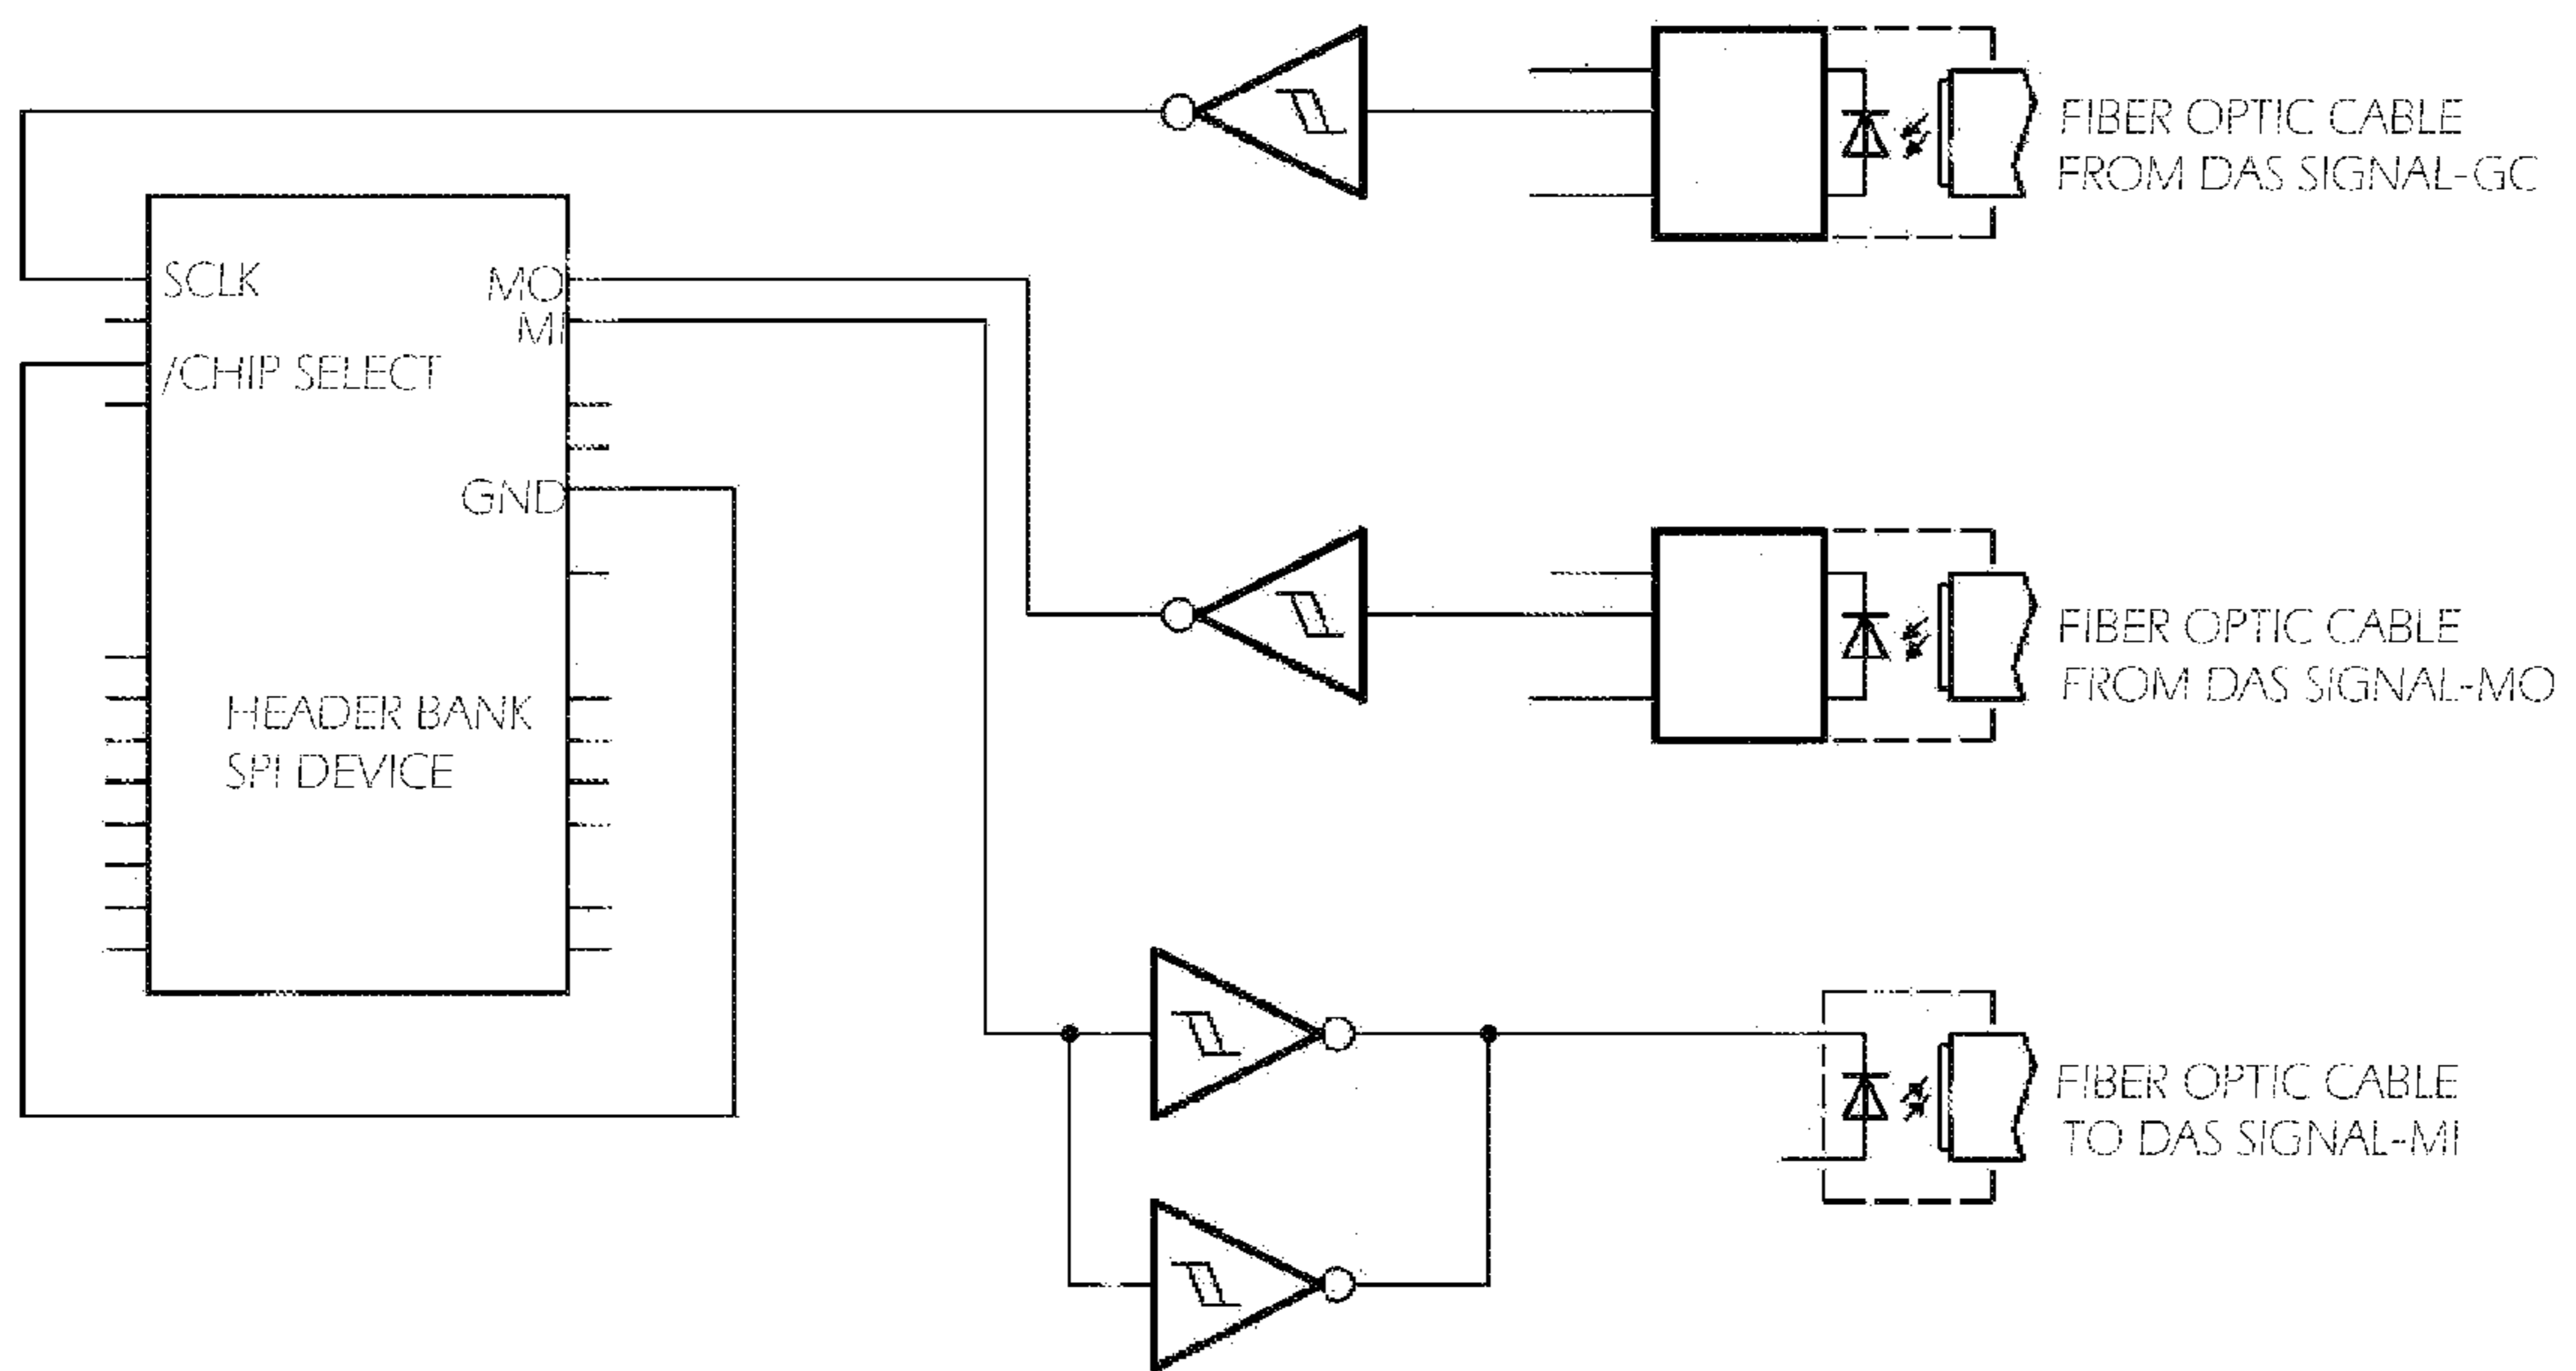 FIBER OPTIC CABLE
FROM DAS SIGNAL-GC
SCLK
MO
MI
/CHIP SELECT
GND
FIBER OPTIC CABLE
FROM DAS SIGNAL-MO
HEADER BANK
SPI DEVICE
FIBER OPTIC CABLE
TO DAS SIGNAL-MI